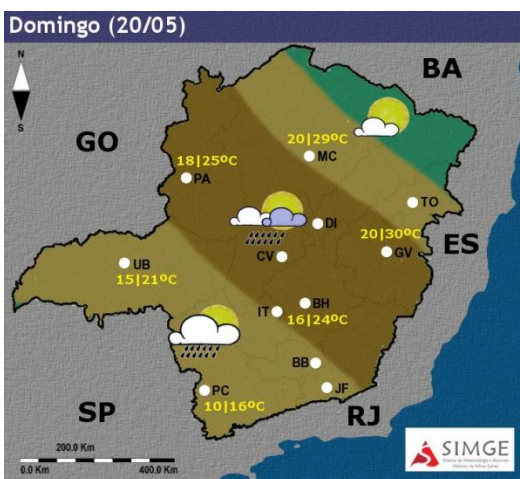 Domingo (20/05)
N
S
BA
GO
20|29ºC
MC
18|25ºC
PA
TO
DI
ES
20|30ºC
GV
CV
UB
15|21ºC
BH
IT
16|24ºC
BB
PC
JF
10|16ºC
SP
RJ
200.0 Km
0.0 Km
400.0 Km
SIMGE